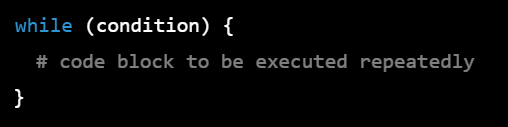 while (condition) {
  # code block to be executed repeatedly
}